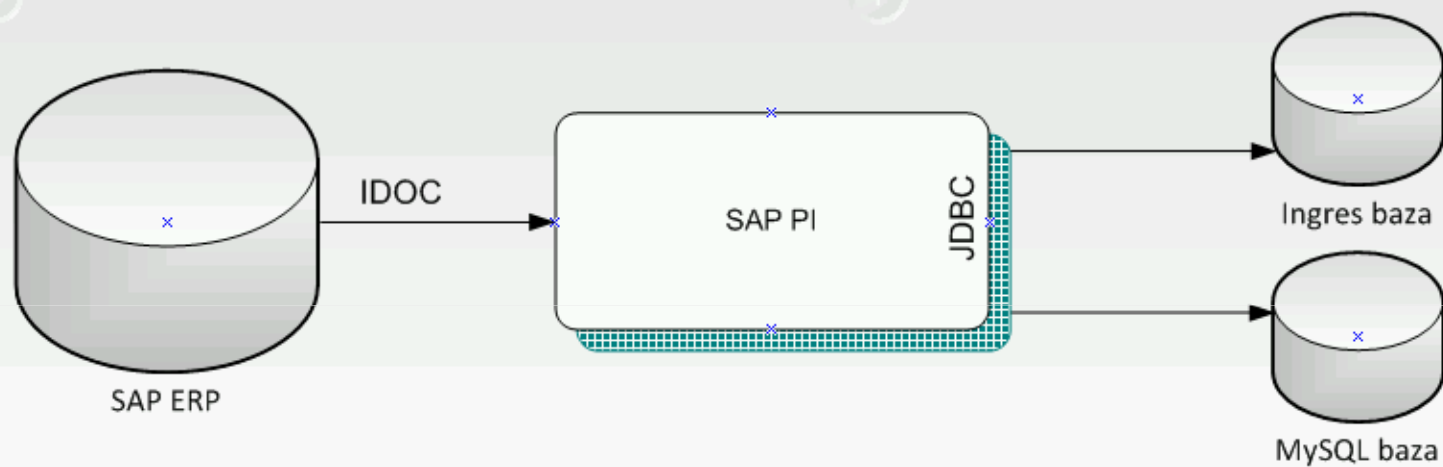 SAP ERP
IDOC
SAP PI
JDBC
Ingres baza
MySQL baza